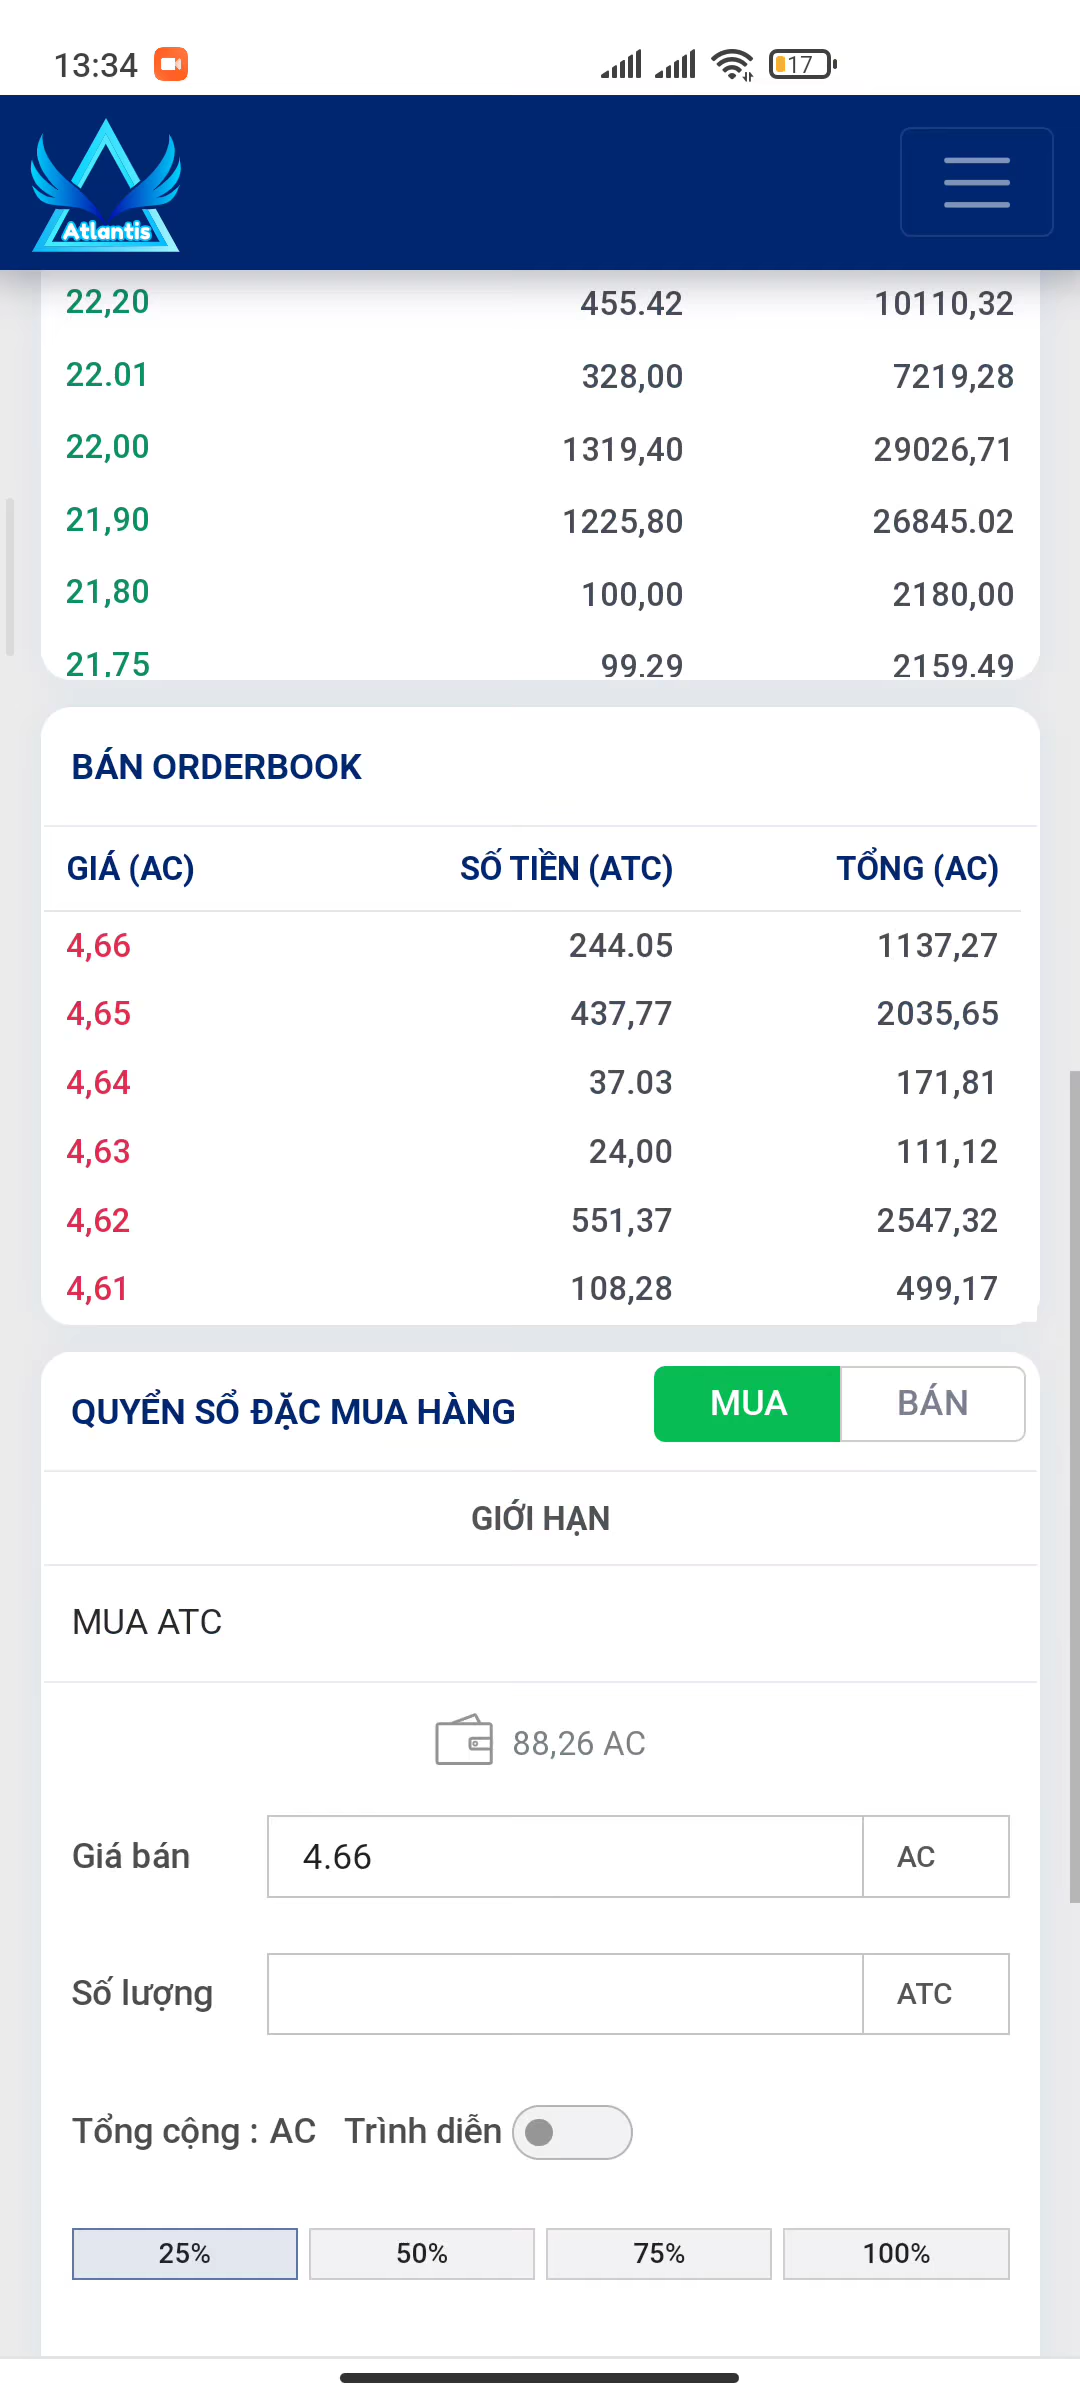 13:34
17
Atlantis
22,20 455.42 10110,32
22.01 328,00 7219,28
22,00 1319,40 29026,71
21,90 1225,80 26845.02
21,80 100,00 2180,00
21,75 99,29 2159,49
BÁN ORDERBOOK
GIÁ (AC) SỐ TIỀN (ATC) TỔNG (AC)
4,66 244.05 1137,27
4,65 437,77 2035,65
4,64 37.03 171,81
4,63 24,00 111,12
4,62 551,37 2547,32
4,61 108,28 499,17
QUYỂN SỔ ĐẶC MUA HÀNG MUA BÁN
GIỚI HẠN
MUA ATC
88,26 AC
Giá bán 4.66 AC
Số lượng ATC
Tổng cộng : AC Trình diễn
25% 50% 75% 100%